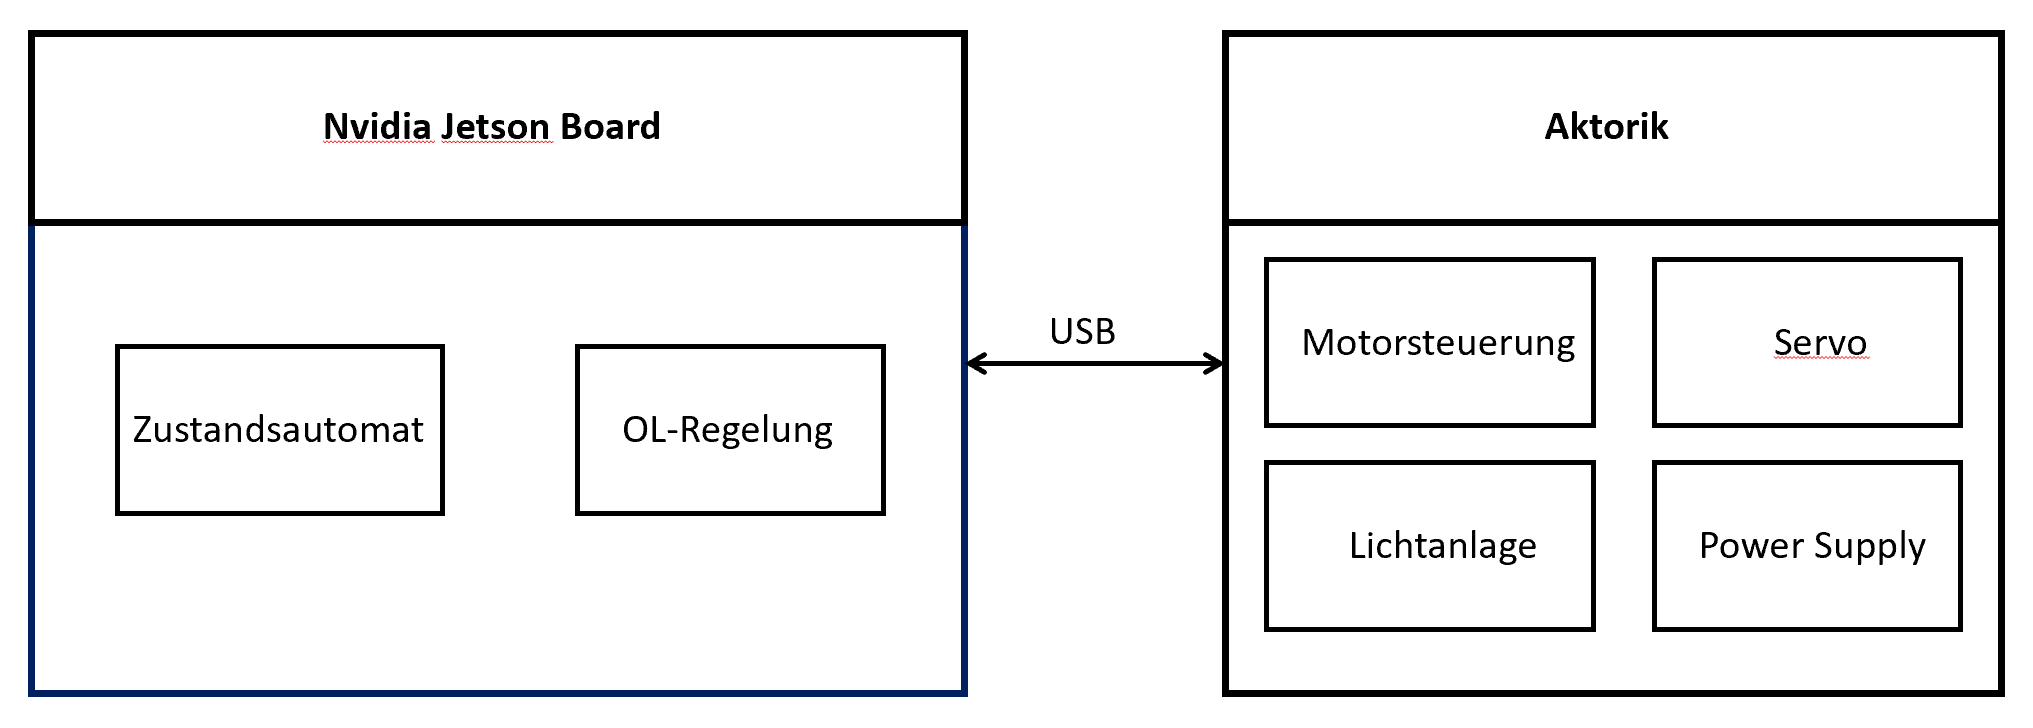 Nvidia Jetson Board
Aktorik
USB
Motorsteuerung
Servo
Zustandsautomat
OL-Regelung
Lichtanlage
Power Supply